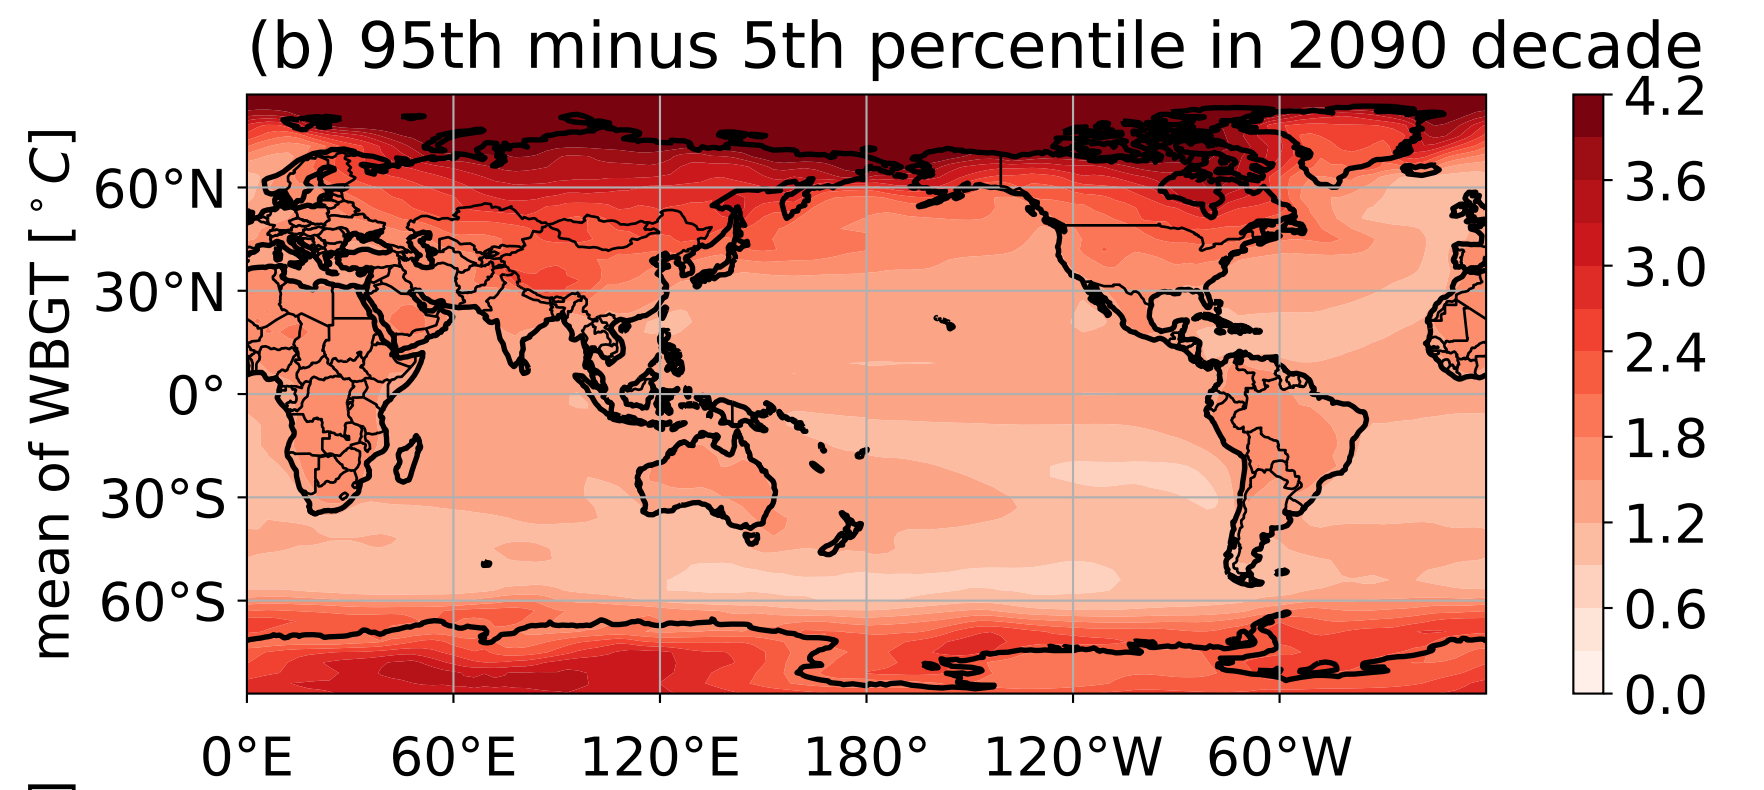 (b) 95th minus 5th percentile in 2090 decade
mean of WBGT [°C]
60°N
30°N
0°
30°S
60°S
0°E
60°E
120°E
180°
120°W
60°W
4.2
3.6
3.0
2.4
1.8
1.2
0.6
0.0
]